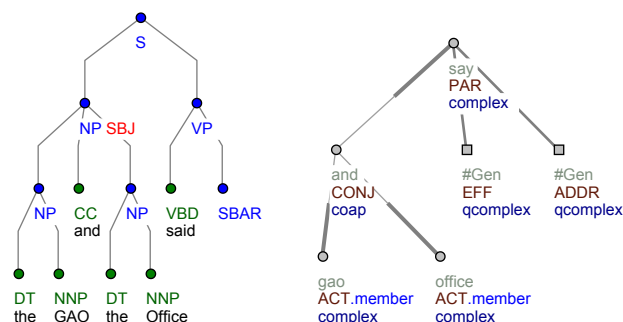 S
NP SBJ
VP
NP
CC
and
NP
VBD
said
SBAR
DT
the
NNP
GAO
DT
the
NNP
Office
say
PAR
complex
and
CONJ
coap
#Gen
EFF
qcomplex
#Gen
ADDR
qcomplex
gao
ACT.member
complex
office
ACT.member
complex